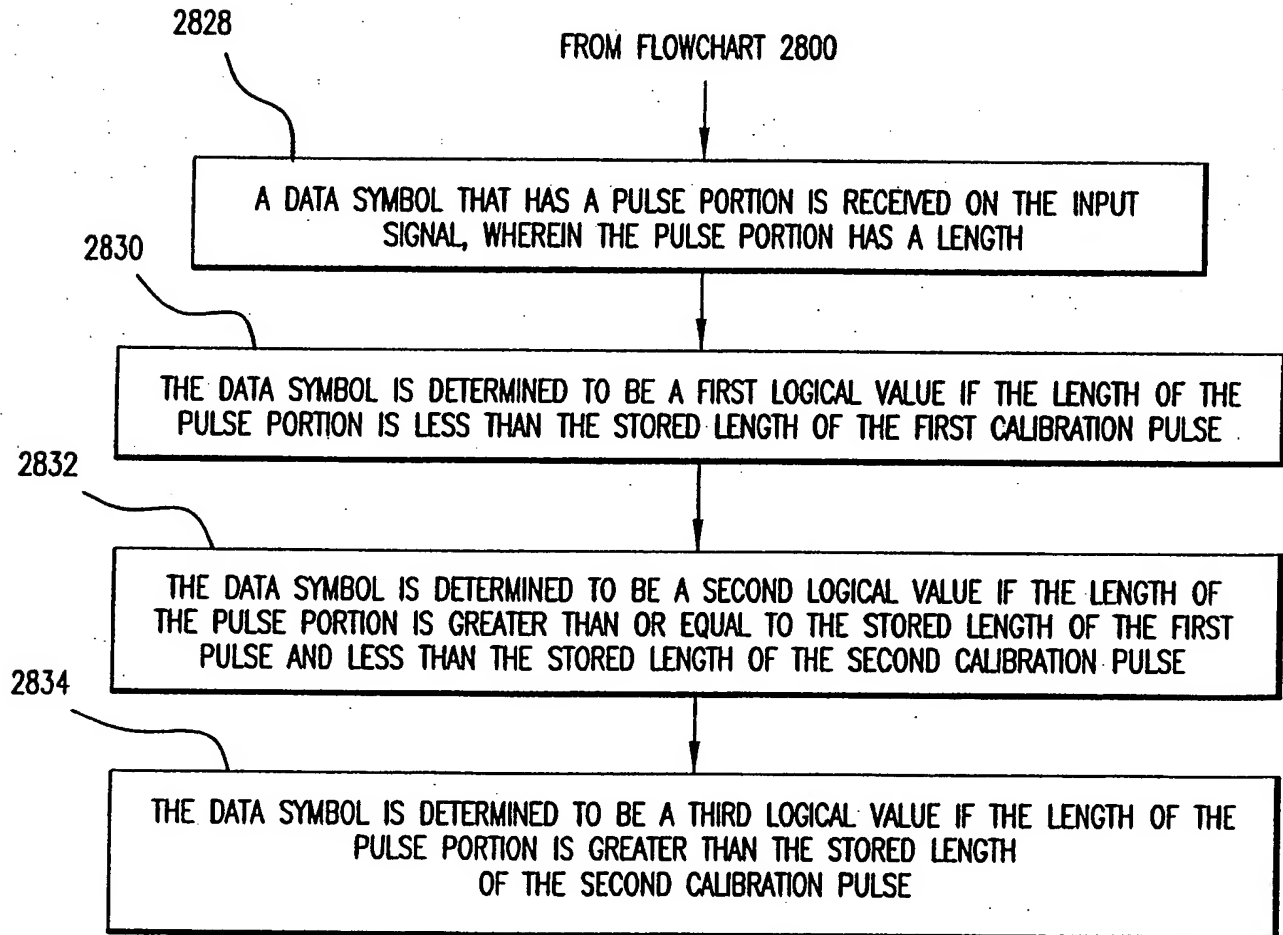 2828
FROM FLOWCHART 2800
A DATA SYMBOL THAT HAS A PULSE PORTION IS RECEIVED ON THE INPUT
SIGNAL, WHEREIN THE PULSE PORTION HAS A LENGTH
2830
THE DATA SYMBOL IS DETERMINED TO BE A FIRST LOGICAL VALUE IF THE LENGTH OF THE
PULSE PORTION IS LESS THAN THE STORED LENGTH OF THE FIRST CALIBRATION PULSE
2832
THE DATA SYMBOL IS DETERMINED TO BE A SECOND LOGICAL VALUE IF THE LENGTH OF
THE PULSE PORTION IS GREATER THAN OR EQUAL TO THE STORED LENGTH OF THE FIRST
PULSE AND LESS THAN THE STORED LENGTH OF THE SECOND CALIBRATION PULSE
2834
THE DATA SYMBOL IS DETERMINED TO BE A THIRD LOGICAL VALUE IF THE LENGTH OF THE
PULSE PORTION IS GREATER THAN THE STORED LENGTH
OF THE SECOND CALIBRATION PULSE